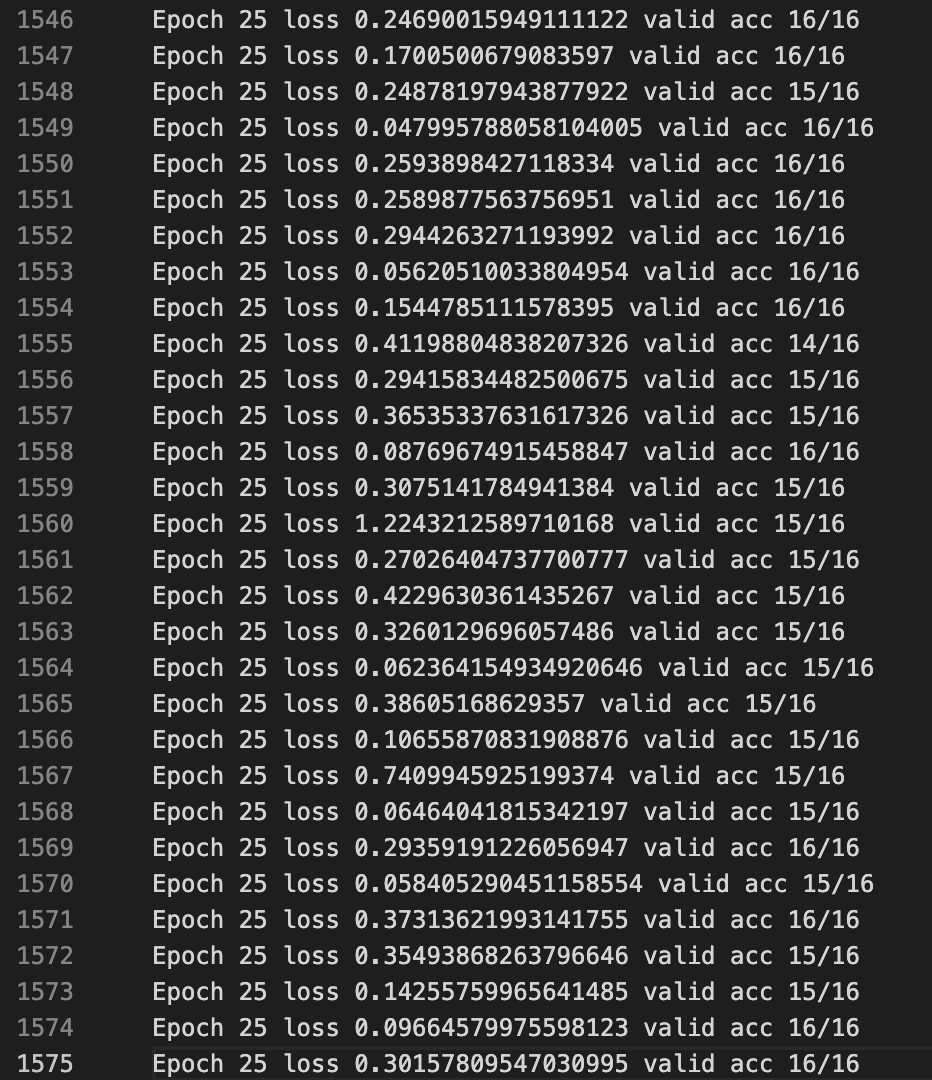 1546 Epoch 25 loss 0.24690015949111122 valid acc 16/16
1547 Epoch 25 loss 0.1700500679083597 valid acc 16/16
1548 Epoch 25 loss 0.24878197943877922 valid acc 15/16
1549 Epoch 25 loss 0.047995788058104005 valid acc 16/16
1550 Epoch 25 loss 0.2593898427118334 valid acc 16/16
1551 Epoch 25 loss 0.2589877563756951 valid acc 16/16
1552 Epoch 25 loss 0.2944263271193992 valid acc 16/16
1553 Epoch 25 loss 0.05620510033804954 valid acc 16/16
1554 Epoch 25 loss 0.1544785111578395 valid acc 16/16
1555 Epoch 25 loss 0.41198804838207326 valid acc 14/16
1556 Epoch 25 loss 0.29415834482500675 valid acc 15/16
1557 Epoch 25 loss 0.36535337631617326 valid acc 15/16
1558 Epoch 25 loss 0.08769674915458847 valid acc 16/16
1559 Epoch 25 loss 0.3075141784941384 valid acc 15/16
1560 Epoch 25 loss 1.2243212589710168 valid acc 15/16
1561 Epoch 25 loss 0.27026404737700777 valid acc 15/16
1562 Epoch 25 loss 0.4229630361435267 valid acc 15/16
1563 Epoch 25 loss 0.3260129696057486 valid acc 15/16
1564 Epoch 25 loss 0.062364154934920646 valid acc 15/16
1565 Epoch 25 loss 0.38605168629357 valid acc 15/16
1566 Epoch 25 loss 0.10655870831908876 valid acc 15/16
1567 Epoch 25 loss 0.7409945925199374 valid acc 15/16
1568 Epoch 25 loss 0.06464041815342197 valid acc 15/16
1569 Epoch 25 loss 0.29359191226056947 valid acc 16/16
1570 Epoch 25 loss 0.058405290451158554 valid acc 15/16
1571 Epoch 25 loss 0.37313621993141755 valid acc 16/16
1572 Epoch 25 loss 0.35493868263796646 valid acc 15/16
1573 Epoch 25 loss 0.14255759965641485 valid acc 15/16
1574 Epoch 25 loss 0.09664579975598123 valid acc 16/16
1575 Epoch 25 loss 0.30157809547030995 valid acc 16/16